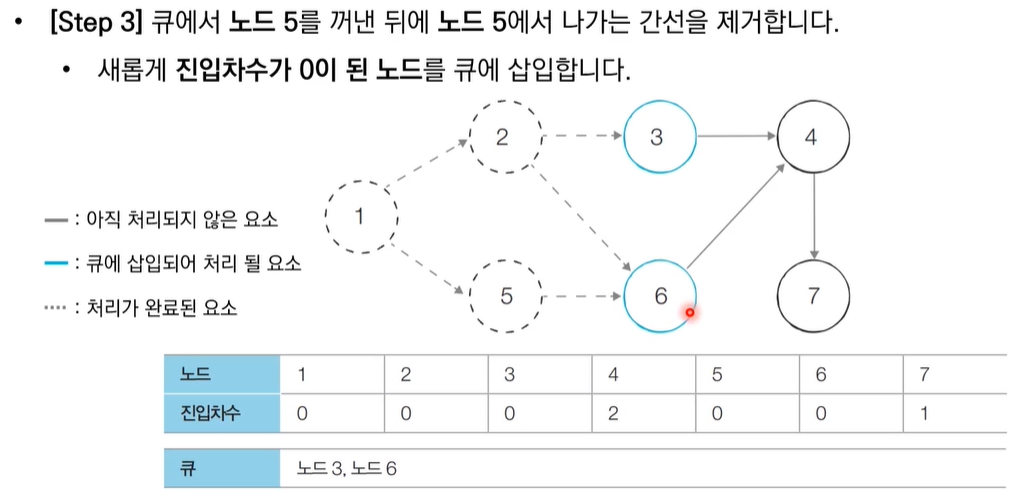 • [Step 3] 큐에서 노드 5를 꺼낸 뒤에 노드 5에서 나가는 간선을 제거합니다.
• 새롭게 진입차수가 0이 된 노드를 큐에 삽입합니다.
2
3
4
1
: 아직 처리되지 않은 요소
: 큐에 삽입되어 처리 될 요소
: 처리가 완료된 요소
5
6
7
노드 1 2 3 4 5 6 7
진입차수 0 0 0 2 0 0 1
큐 노드 3, 노드 6